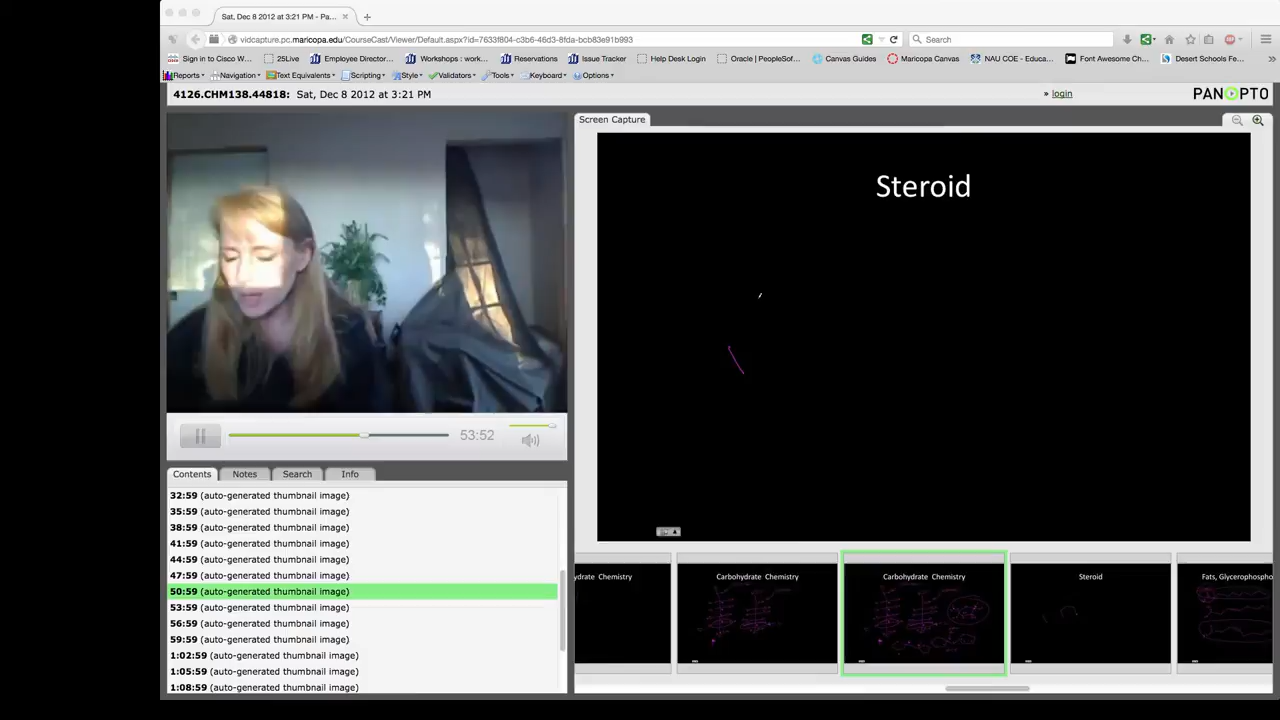 Sat, Dec 8 2012 at 3:21 PM - Pa...
vidcapture.pc.maricopa.edu/CourseCast/Viewer/Default.aspx?id=7633f804-c3b6-46d3-8fda-bcb83e91b993
Search
Sign in to Cisco W... 25Live Employee Director... Workshops : work... Reservations Issue Tracker Help Desk Login Oracle | PeopleSof... Canvas Guides Maricopa Canvas NAU COE - Educa... Font Awesome Ch... Desert Schools Fe... »
Reports Navigation Text Equivalents Scripting Style Validators Tools Keyboard Options
4126.CHM138.44818: Sat, Dec 8 2012 at 3:21 PM
» login
PANOPTO
Screen Capture
Steroid
53:52
Contents Notes Search Info
32:59 (auto-generated thumbnail image)
35:59 (auto-generated thumbnail image)
38:59 (auto-generated thumbnail image)
41:59 (auto-generated thumbnail image)
44:59 (auto-generated thumbnail image)
47:59 (auto-generated thumbnail image)
50:59 (auto-generated thumbnail image)
53:59 (auto-generated thumbnail image)
56:59 (auto-generated thumbnail image)
59:59 (auto-generated thumbnail image)
1:02:59 (auto-generated thumbnail image)
1:05:59 (auto-generated thumbnail image)
1:08:59 (auto-generated thumbnail image)
ydrate Chemistry
Carbohydrate Chemistry
Carbohydrate Chemistry
Steroid
Fats, Glycerophospho